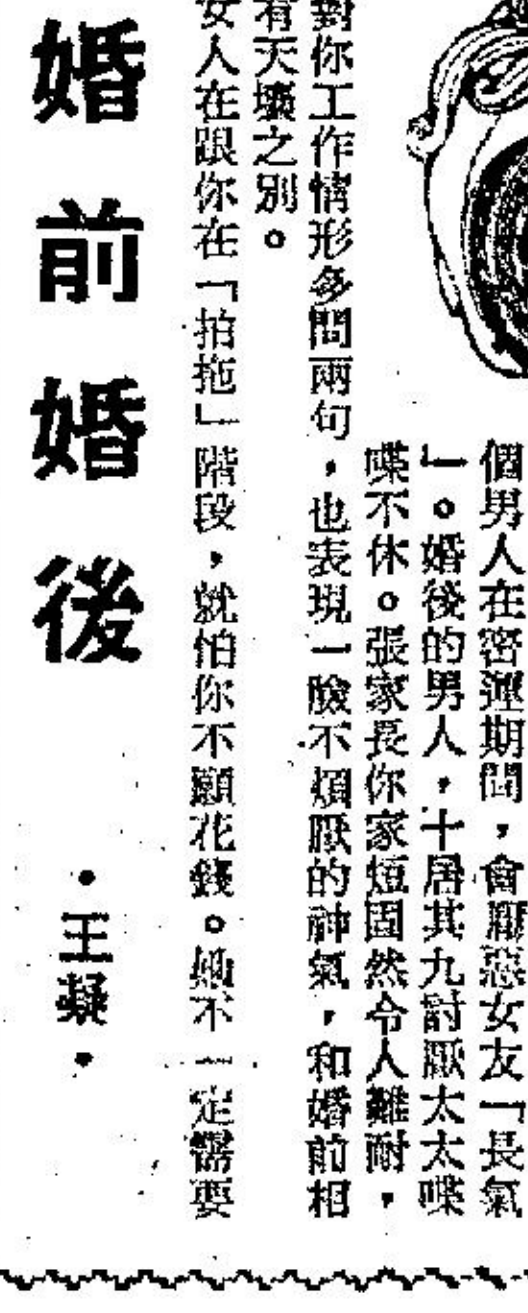 個男人在密運期間,會厭惡女友「長氣
」。婚後的男人,十居其九討厭太太喋
喋不休。張家長你家短固然令人難耐,
對你工作情形多問兩句,也表現一臉不煩厭的神氣,和婚前相
有天壤之別。
女人在跟你在「拍拖」階段,就怕你不願花錢。她不一定需要
婚前婚後
•王凝•